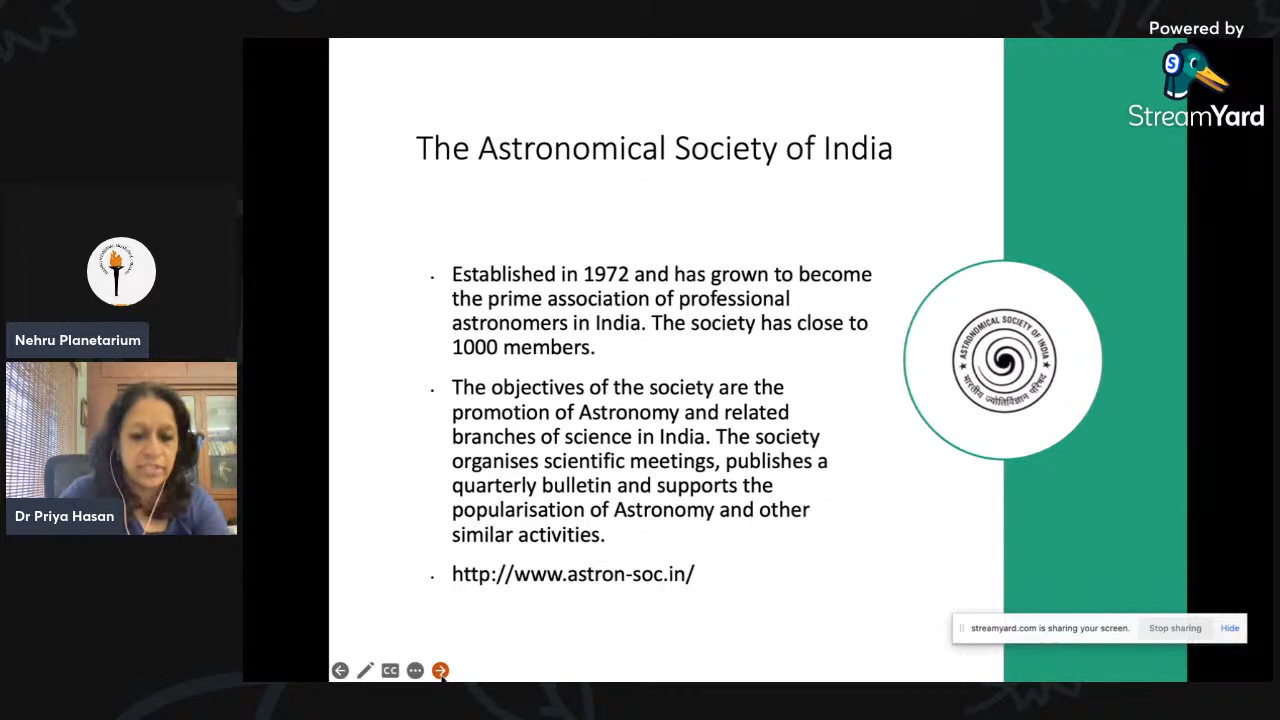 Powered by
StreamYard
The Astronomical Society of India
Established in 1972 and has grown to become
the prime association of professional
astronomers in India. The society has close to
1000 members.
The objectives of the society are the
promotion of Astronomy and related
branches of science in India. The society
organises scientific meetings, publishes a
quarterly bulletin and supports the
popularisation of Astronomy and other
similar activities.
http://www.astron-soc.in/
ASTRONOMICAL SOCIETY OF INDIA
भारतीय ज्योतिर्विज्ञान परिषद
Nehru Planetarium
Dr Priya Hasan
streamyard.com is sharing your screen. Stop sharing Hide
CC
S